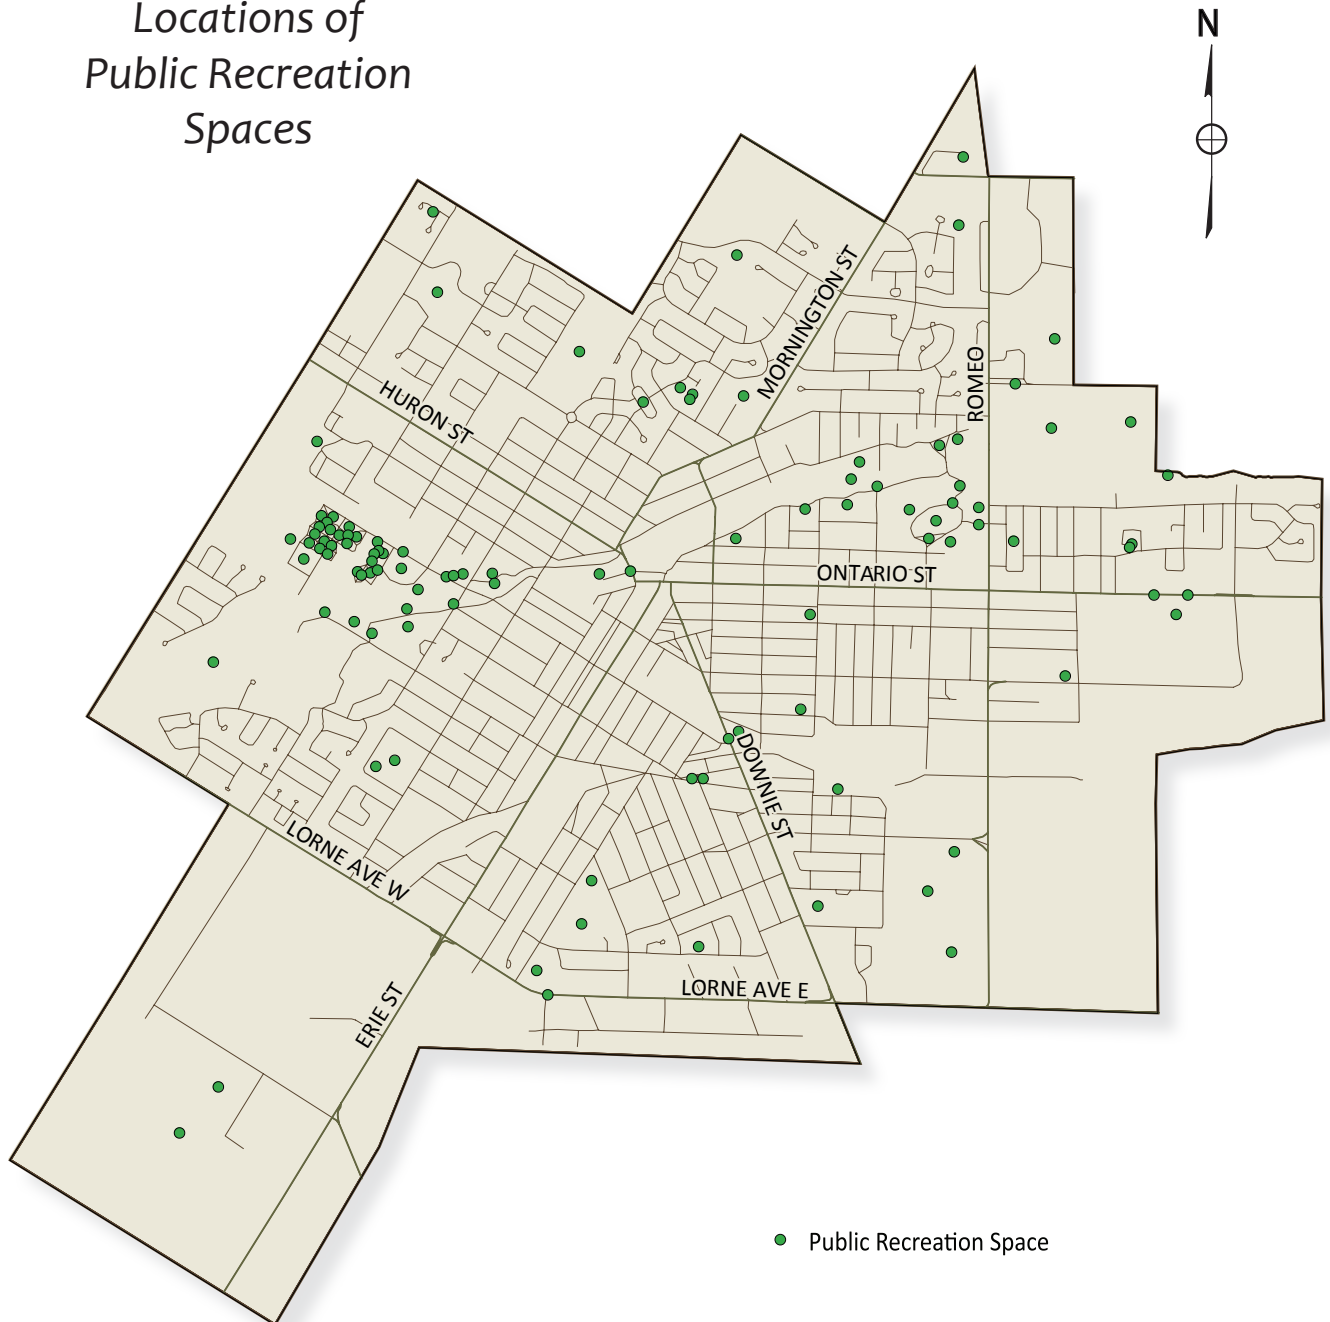 Locations of
Public Recreation
Spaces
N
MORNINGTON ST
ROMEO
HURON ST
ONTARIO ST
DOWNIE ST
LORNE AVE W
LORNE AVE E
ERIE ST
Public Recreation Space